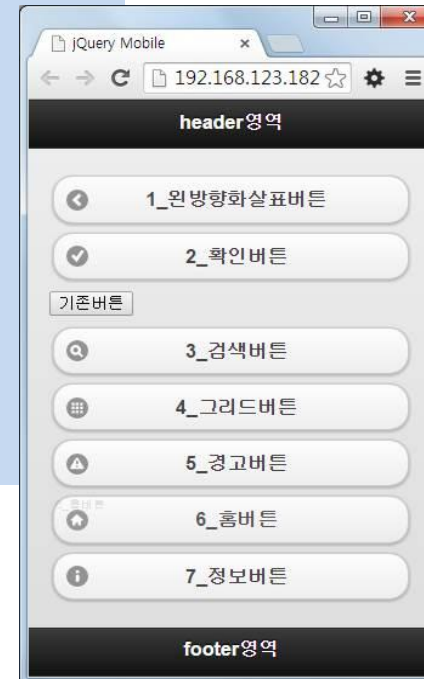 jQuery Mobile
192.168.123.182
header영역
1_왼방향화살표버튼
2_확인버튼
기존버튼
3_검색버튼
4_그리드버튼
5_경고버튼
6_홈버튼
7_정보버튼
footer영역